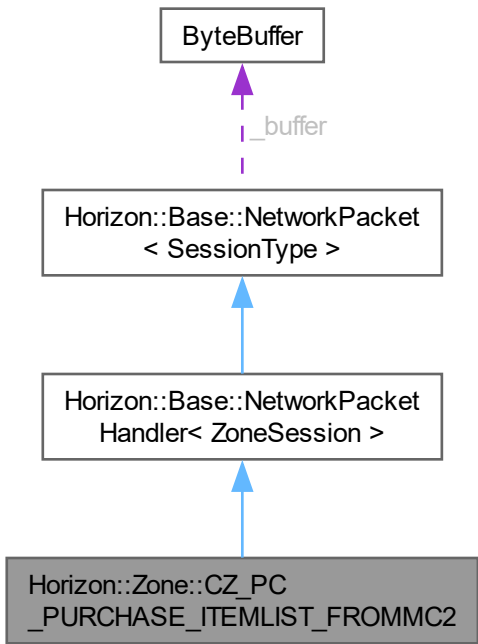 ByteBuffer
_buffer
Horizon::Base::NetworkPacket
< SessionType >
Horizon::Base::NetworkPacket
Handler< ZoneSession >
Horizon::Zone::CZ_PC
_PURCHASE_ITEMLIST_FROMMC2